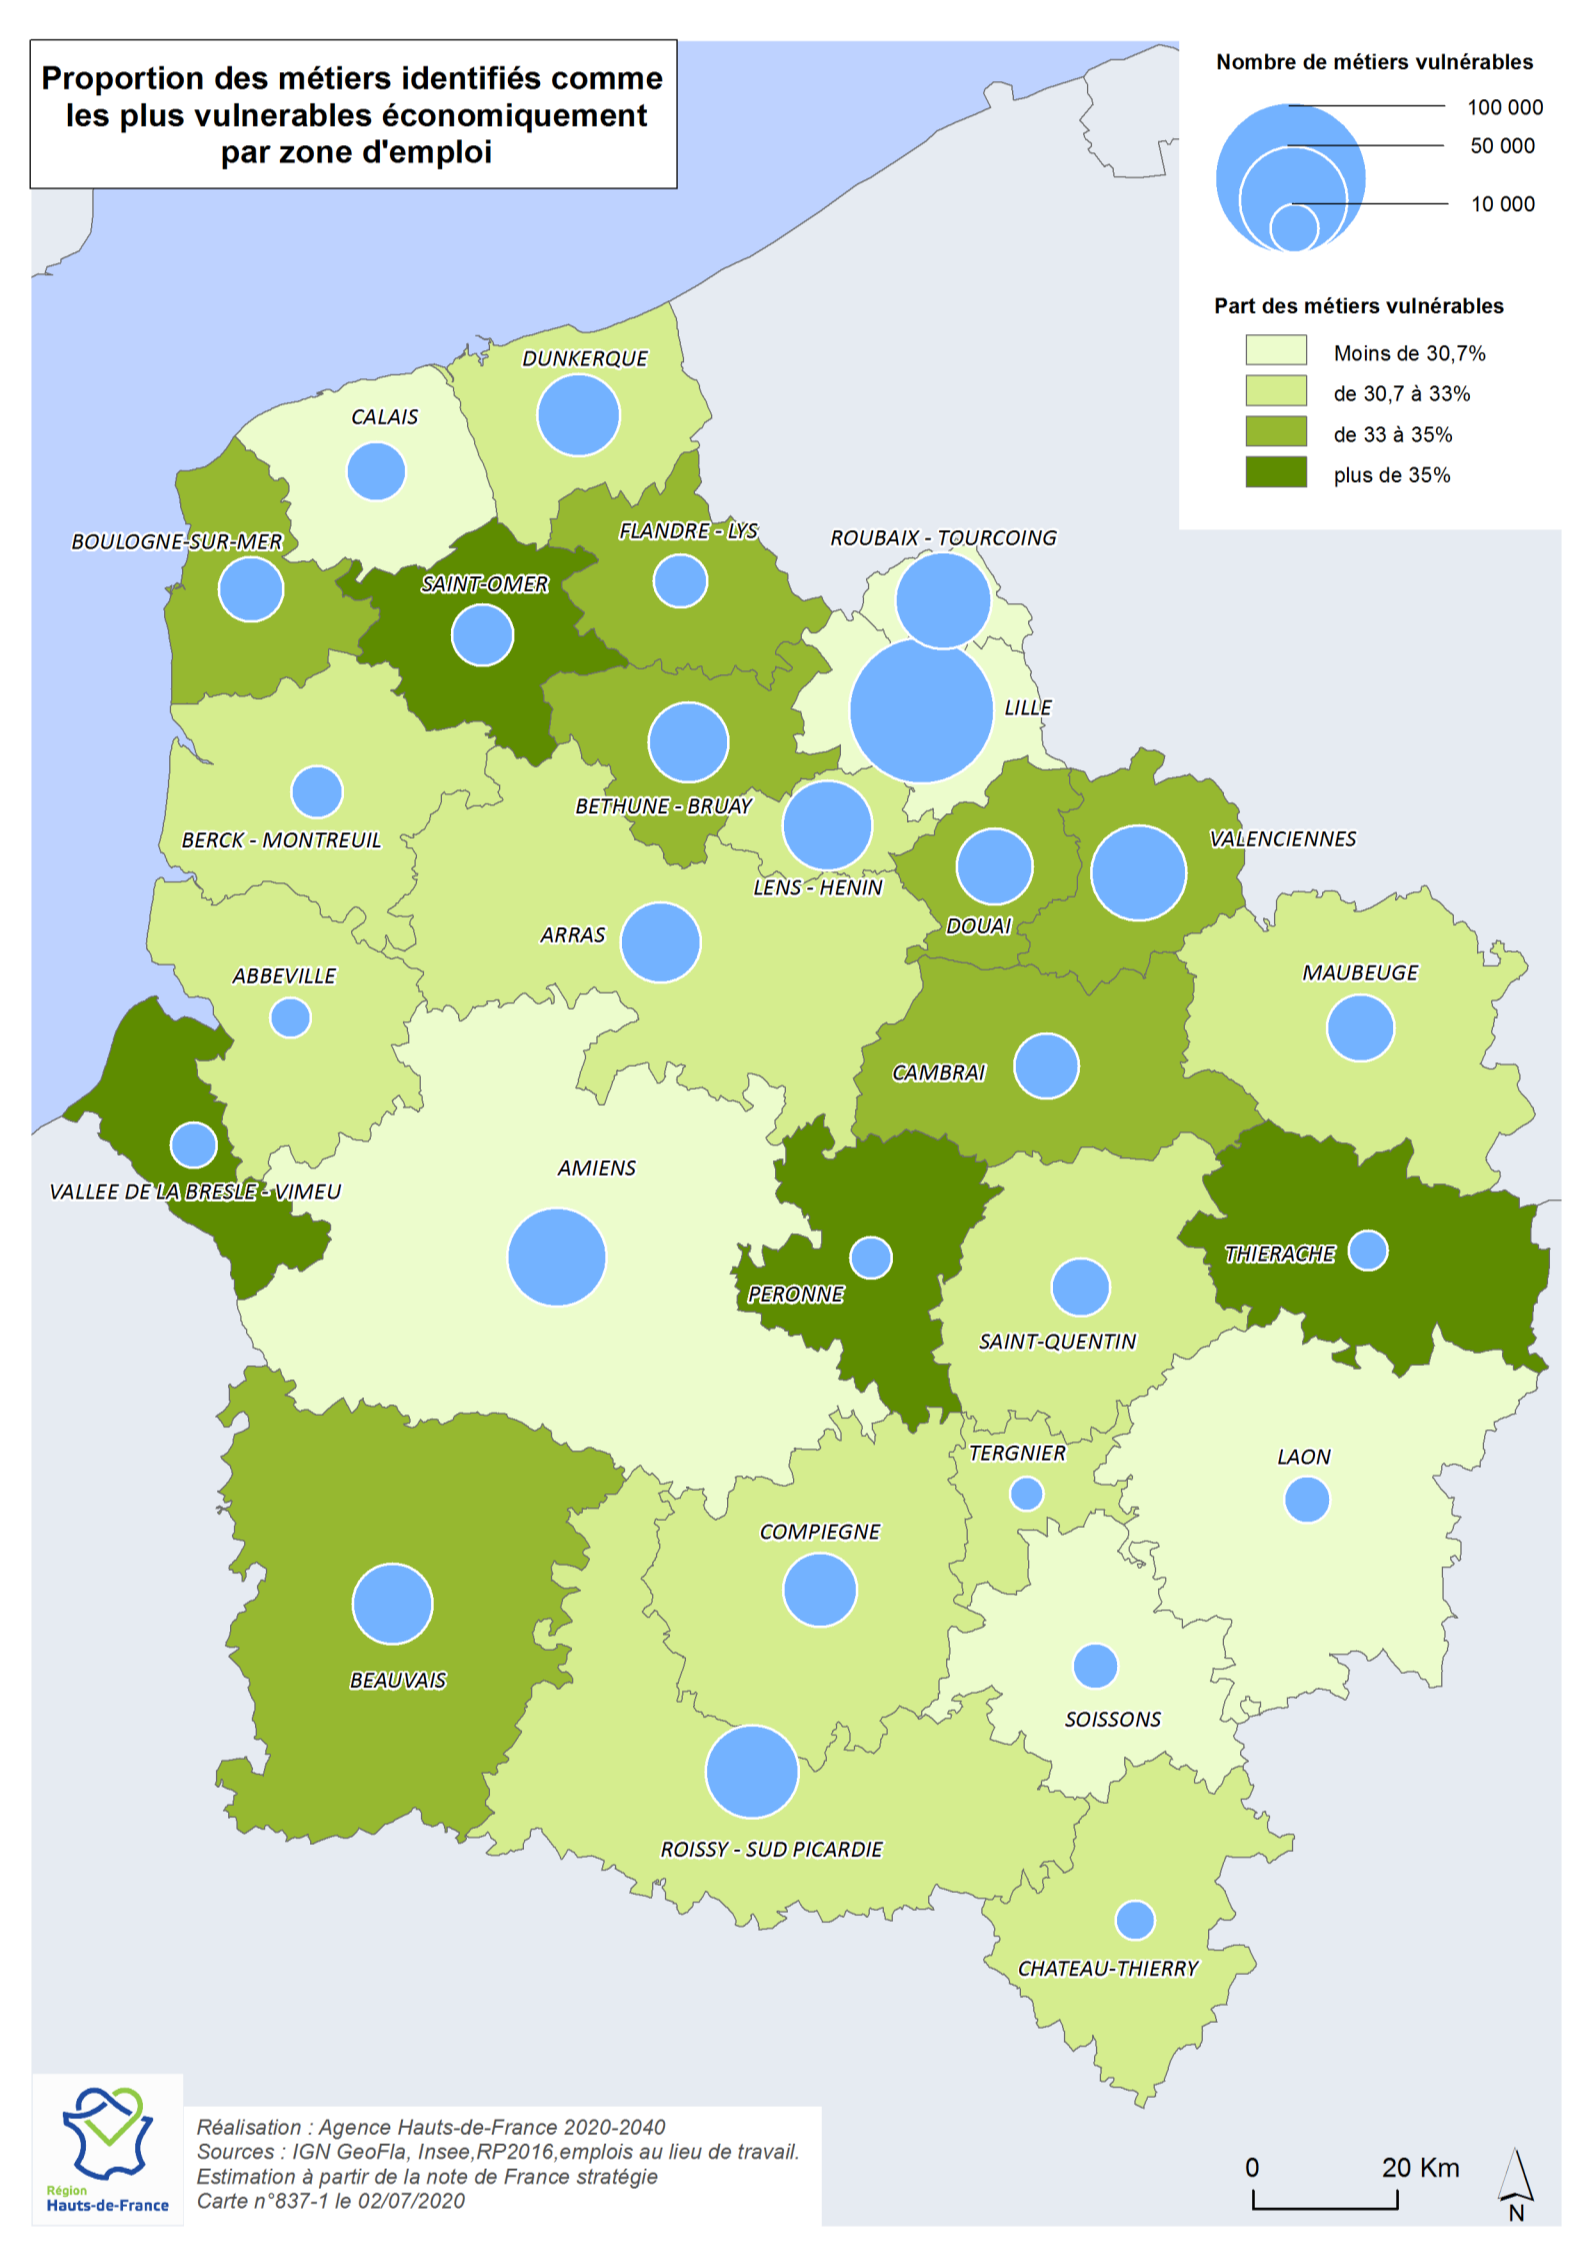 Proportion des métiers identifiés comme
les plus vulnerables économiquement
par zone d'emploi
Nombre de métiers vulnérables
100 000
50 000
10 000
Part des métiers vulnérables
Moins de 30,7%
de 30,7 à 33%
de 33 à 35%
plus de 35%
DUNKERQUE
CALAIS
FLANDRE - LYS
ROUBAIX - TOURCOING
BOULOGNE-SUR-MER
SAINT-OMER
LILLE
BETHUNE - BRUAY
BERCK - MONTREUIL
VALENCIENNES
LENS - HENIN
DOUAI
ARRAS
ABBEVILLE
MAUBEUGE
CAMBRAI
AMIENS
VALLEE DE LA BRESLE - VIMEU
THIERACHE
PERONNE
SAINT-QUENTIN
TERGNIER
LAON
COMPIEGNE
BEAUVAIS
SOISSONS
ROISSY - SUD PICARDIE
CHATEAU-THIERRY
Région
Hauts-de-France
Réalisation : Agence Hauts-de-France 2020-2040
Sources : IGN GeoFla, Insee,RP2016,emplois au lieu de travail.
Estimation à partir de la note de France stratégie
Carte n°837-1 le 02/07/2020
0 20 Km
N